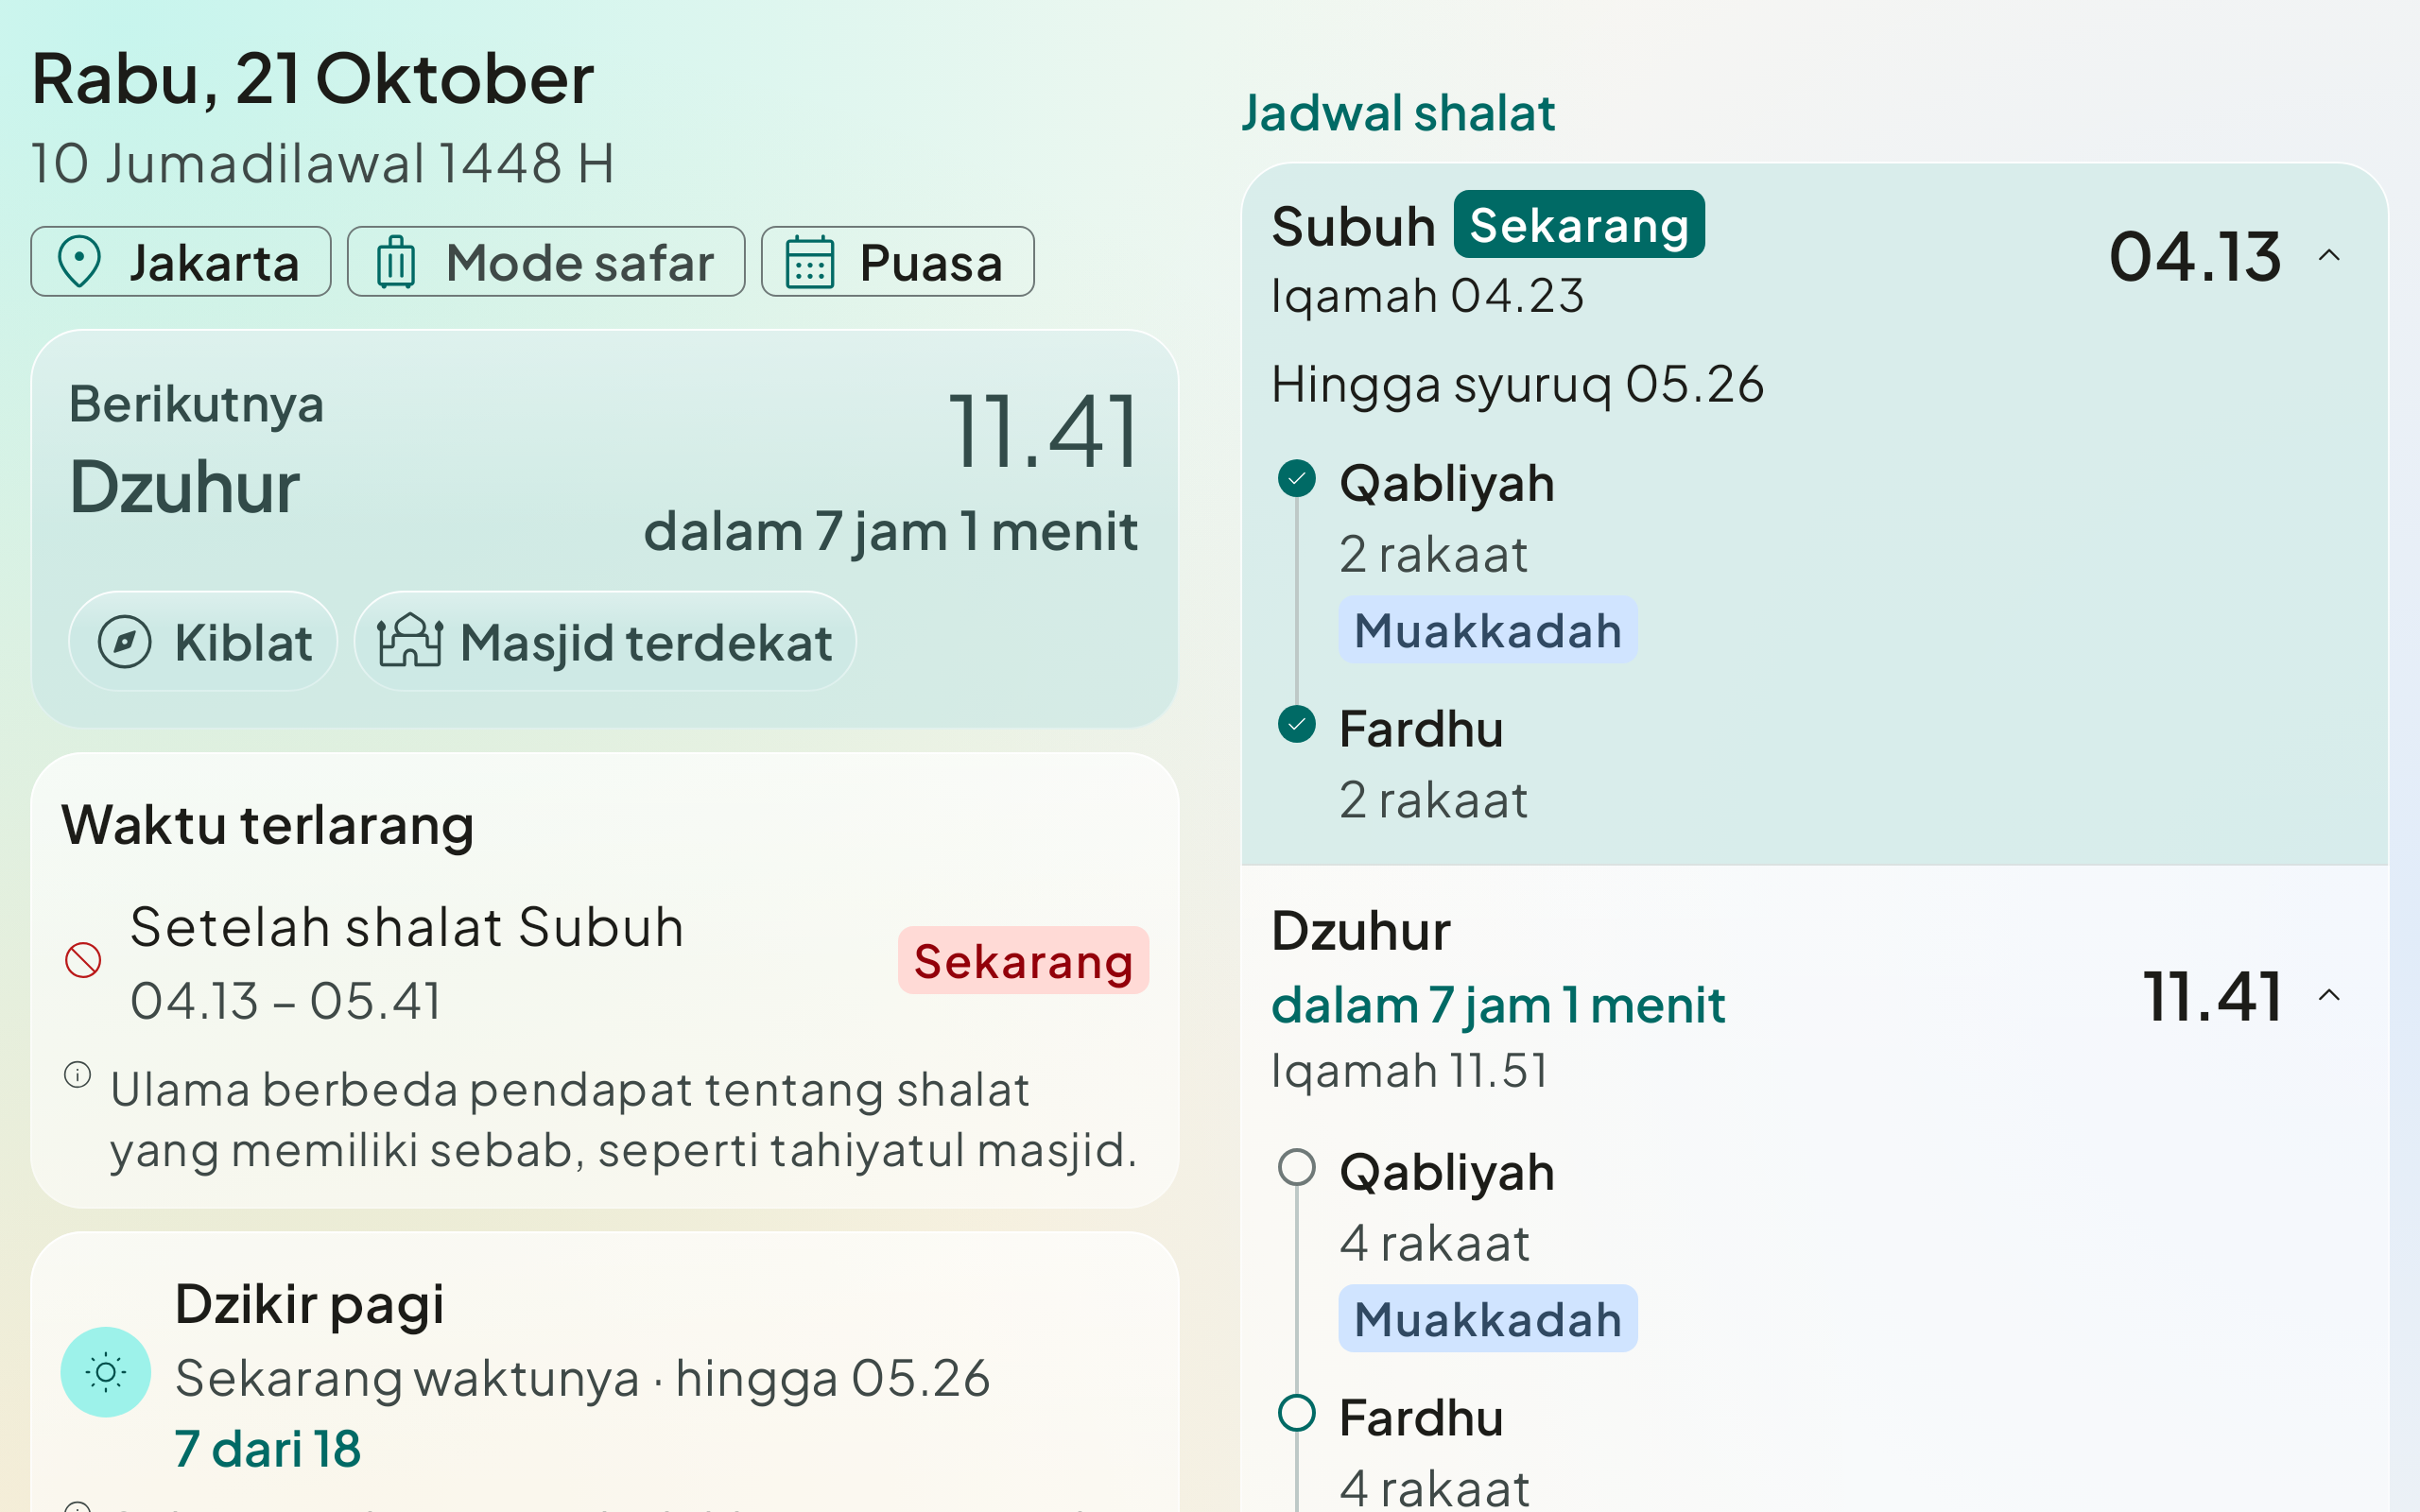 Rabu, 21 Oktober
10 Jumadilawal 1448 H
Jakarta
Mode safar
Puasa
Berikutnya
Dzuhur
11.41
dalam 7 jam 1 menit
Kiblat
Masjid terdekat
Waktu terlarang
Setelah shalat Subuh
04.13 – 05.41
Sekarang
Ulama berbeda pendapat tentang shalat
yang memiliki sebab, seperti tahiyatul masjid.
Dzikir pagi
Sekarang waktunya · hingga 05.26
7 dari 18
Jadwal shalat
Subuh
Sekarang
Iqamah 04.23
04.13
Hingga syuruq 05.26
Qabliyah
2 rakaat
Muakkadah
Fardhu
2 rakaat
Dzuhur
dalam 7 jam 1 menit
Iqamah 11.51
11.41
Qabliyah
4 rakaat
Muakkadah
Fardhu
4 rakaat